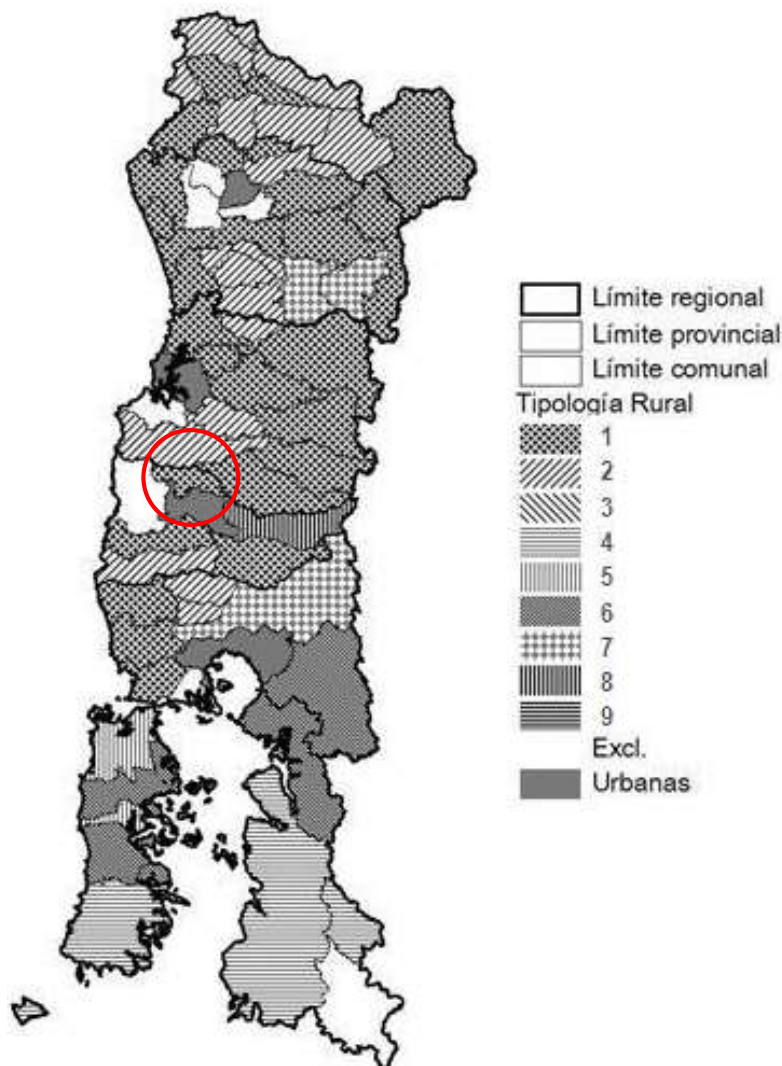 Límite regional
Límite provincial
Límite comunal
Tipología Rural
1
2
3
4
5
6
7
8
9
Excl.
Urbanas